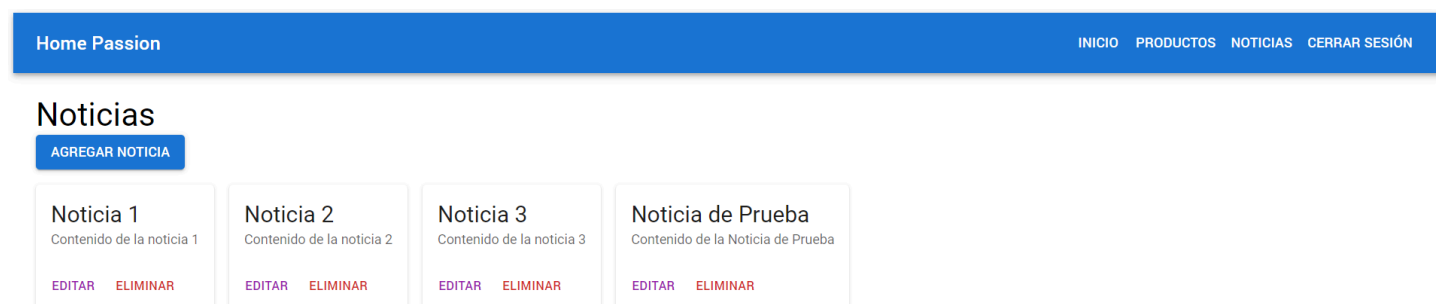 Home Passion INICIO PRODUCTOS NOTICIAS CERRAR SESIÓN
Noticias
AGREGAR NOTICIA
Noticia 1
Contenido de la noticia 1
EDITAR ELIMINAR
Noticia 2
Contenido de la noticia 2
EDITAR ELIMINAR
Noticia 3
Contenido de la noticia 3
EDITAR ELIMINAR
Noticia de Prueba
Contenido de la Noticia de Prueba
EDITAR ELIMINAR